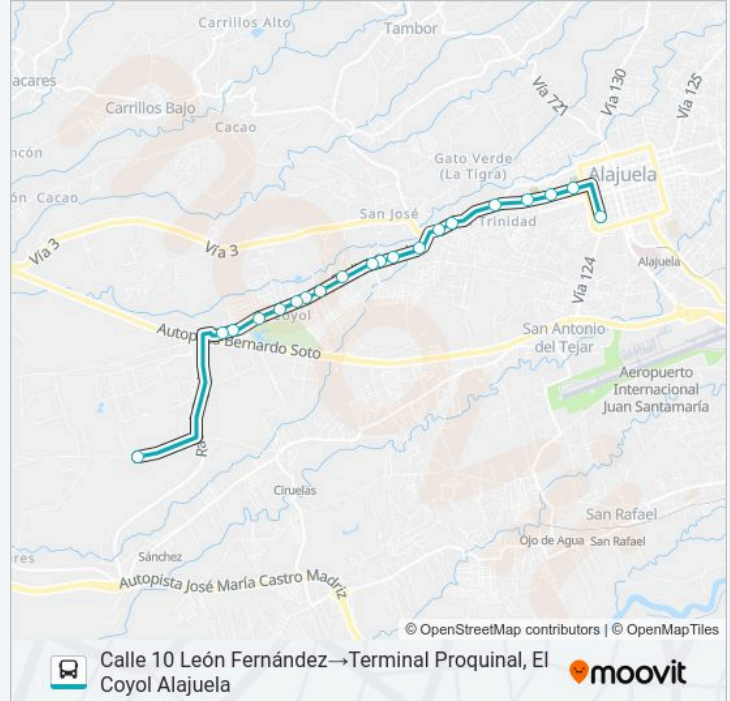 Carrillos Alto
Tambor
acares
Carrillos Bajo
Vía 721
Vía 130
Vía 125
Cacao
ncón
Gato Verde
(La Tigra)
Alajuela
ón Cacao
San José
Trinidad
Vía 3
Vía 3
Alajuela
Vía 124
Coyol
Autopista Bernardo Soto
San Antonio
del Tejar
Aeropuerto
Internacional
Juan Santamaría
Ra
Ciruelas
San Rafael
Ojo de Agua
San Rafael
res
Sánchez
Autopista José María Castro Madriz
© OpenStreetMap contributors | © OpenMapTiles
Calle 10 León Fernández→Terminal Proquinal, El
Coyol Alajuela
moovit